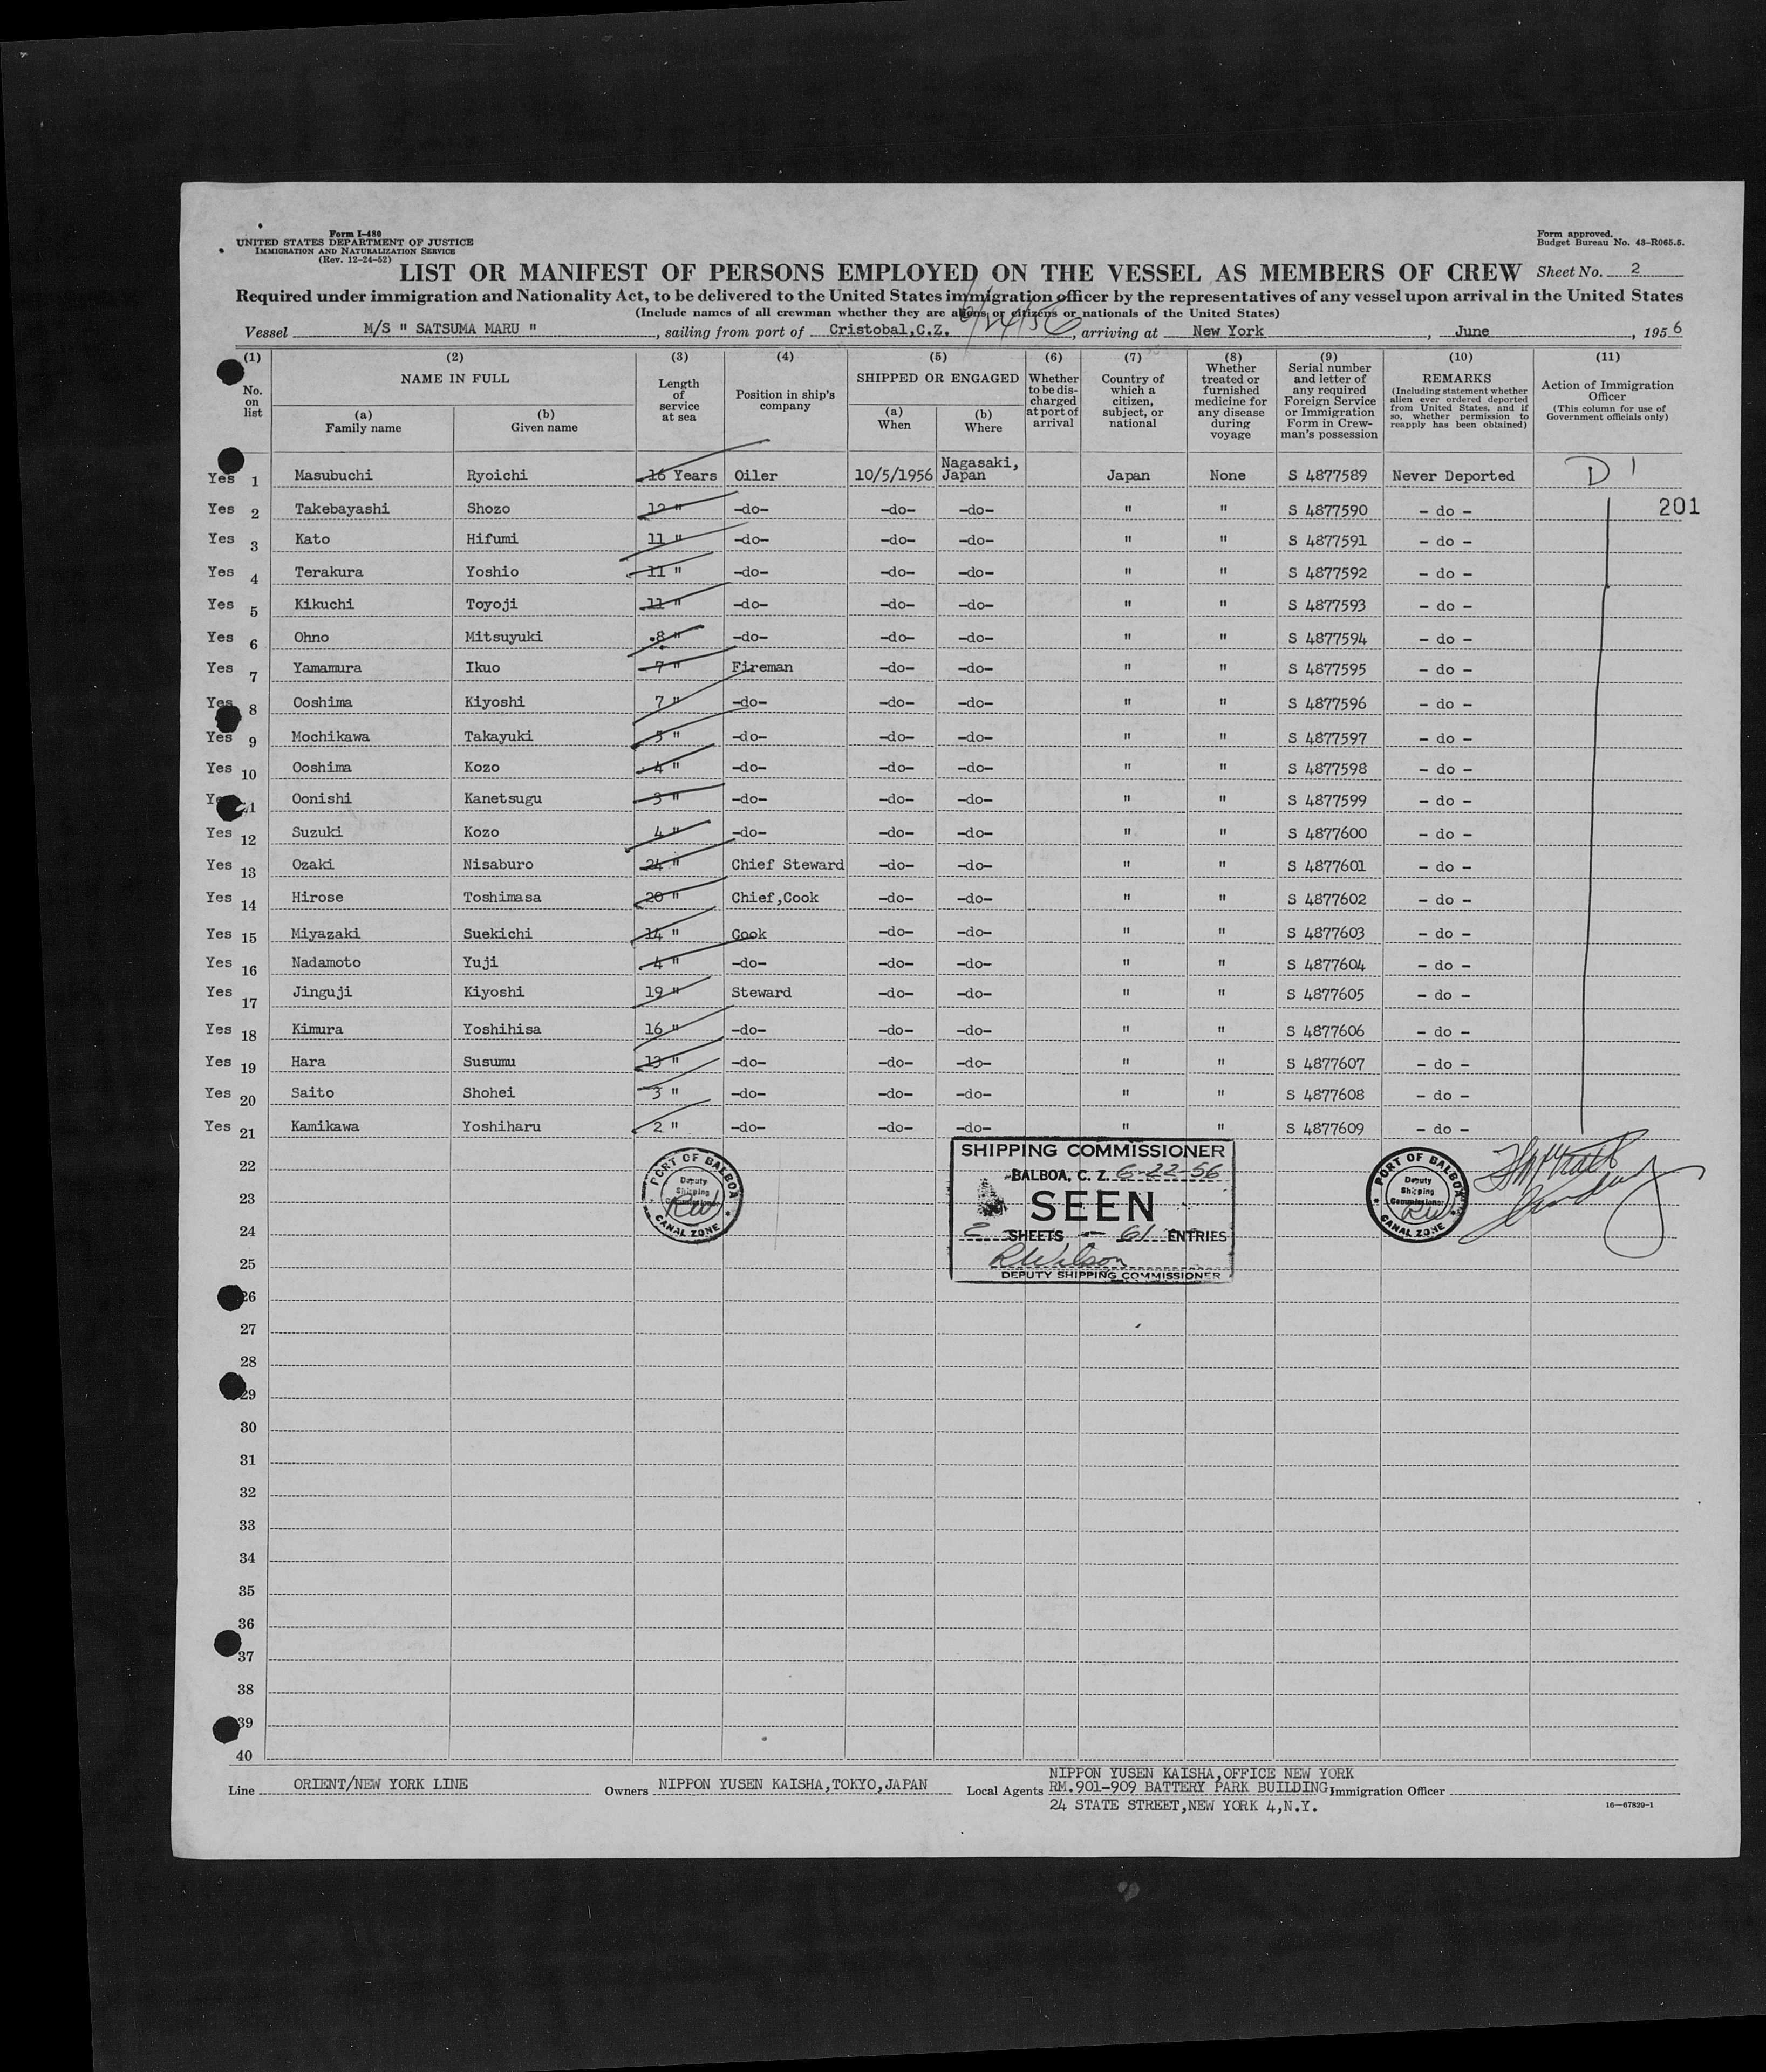 Form I-480
UNITED STATES DEPARTMENT OF JUSTICE
IMMIGRATION AND NATURALIZATION SERVICE
(Rev. 12-24-52)
Form approved.
Budget Bureau No. 43-R065.5.
LIST OR MANIFEST OF PERSONS EMPLOYED ON THE VESSEL AS MEMBERS OF CREW Sheet No. 2
Required under immigration and Nationality Act, to be delivered to the United States immigration officer by the representatives of any vessel upon arrival in the United States
(Include names of all crewman whether they are aliens or citizens or nationals of the United States)
6/24/56
Vessel M/S " SATSUMA MARU " , sailing from port of Cristobal,C.Z. , arriving at New York , June , 1956
(1) (2) (3) (4) (5) (6) (7) (8) (9) (10) (11)
No. on list
NAME IN FULL
(a) Family name
(b) Given name
Length of service at sea
Position in ship's company
SHIPPED OR ENGAGED
(a) When
(b) Where
Whether to be discharged at port of arrival
Country of which a citizen, subject, or national
Whether treated or furnished medicine for any disease during voyage
Serial number and letter of any required Foreign Service or Immigration Form in Crewman's possession
REMARKS
(Including statement whether alien ever ordered deported from United States, and if so, whether permission to reapply has been obtained)
Action of Immigration Officer
(This column for use of Government officials only)
Yes 1 Masubuchi Ryoichi 16 Years Oiler 10/5/1956 Nagasaki, Japan Japan None S 4877589 Never Deported D
201
Yes 2 Takebayashi Shozo 12 " -do- -do- -do- " " S 4877590 - do -
Yes 3 Kato Hifumi 11 " -do- -do- -do- " " S 4877591 - do -
Yes 4 Terakura Yoshio 11 " -do- -do- -do- " " S 4877592 - do -
Yes 5 Kikuchi Toyoji 11 " -do- -do- -do- " " S 4877593 - do -
Yes 6 Ohno Mitsuyuki 8 " -do- -do- -do- " " S 4877594 - do -
Yes 7 Yamamura Ikuo 7 " Fireman -do- -do- " " S 4877595 - do -
Yes 8 Ooshima Kiyoshi 7 " -do- -do- -do- " " S 4877596 - do -
Yes 9 Mochikawa Takayuki 5 " -do- -do- -do- " " S 4877597 - do -
Yes 10 Ooshima Kozo 4 " -do- -do- -do- " " S 4877598 - do -
Yes 11 Oonishi Kanetsugu 3 " -do- -do- -do- " " S 4877599 - do -
Yes 12 Suzuki Kozo 4 " -do- -do- -do- " " S 4877600 - do -
Yes 13 Ozaki Nisaburo 24 " Chief Steward -do- -do- " " S 4877601 - do -
Yes 14 Hirose Toshimasa 20 " Chief,Cook -do- -do- " " S 4877602 - do -
Yes 15 Miyazaki Suekichi 14 " Cook -do- -do- " " S 4877603 - do -
Yes 16 Nadamoto Yuji 4 " -do- -do- -do- " " S 4877604 - do -
Yes 17 Jinguji Kiyoshi 19 " Steward -do- -do- " " S 4877605 - do -
Yes 18 Kimura Yoshihisa 16 " -do- -do- -do- " " S 4877606 - do -
Yes 19 Hara Susumu 13 " -do- -do- -do- " " S 4877607 - do -
Yes 20 Saito Shohei 3 " -do- -do- -do- " " S 4877608 - do -
Yes 21 Kamikawa Yoshiharu 2 " -do- -do- -do- " " S 4877609 - do -
PORT OF BALBOA
Deputy Shipping Commissioner
RW
CANAL ZONE
SHIPPING COMMISSIONER
BALBOA, C. Z. 6-22-56
SEEN
2 SHEETS — 61 ENTRIES
RWilson
DEPUTY SHIPPING COMMISSIONER
PORT OF BALBOA
Deputy Shipping Commissioner
RW
CANAL ZONE
22
23
24
25
26
27
28
29
30
31
32
33
34
35
36
37
38
39
40
Line ORIENT/NEW YORK LINE
Owners NIPPON YUSEN KAISHA,TOKYO,JAPAN
Local Agents NIPPON YUSEN KAISHA,OFFICE NEW YORK
RM.901-909 BATTERY PARK BUILDING
24 STATE STREET,NEW YORK 4,N.Y.
Immigration Officer
16—67829-1